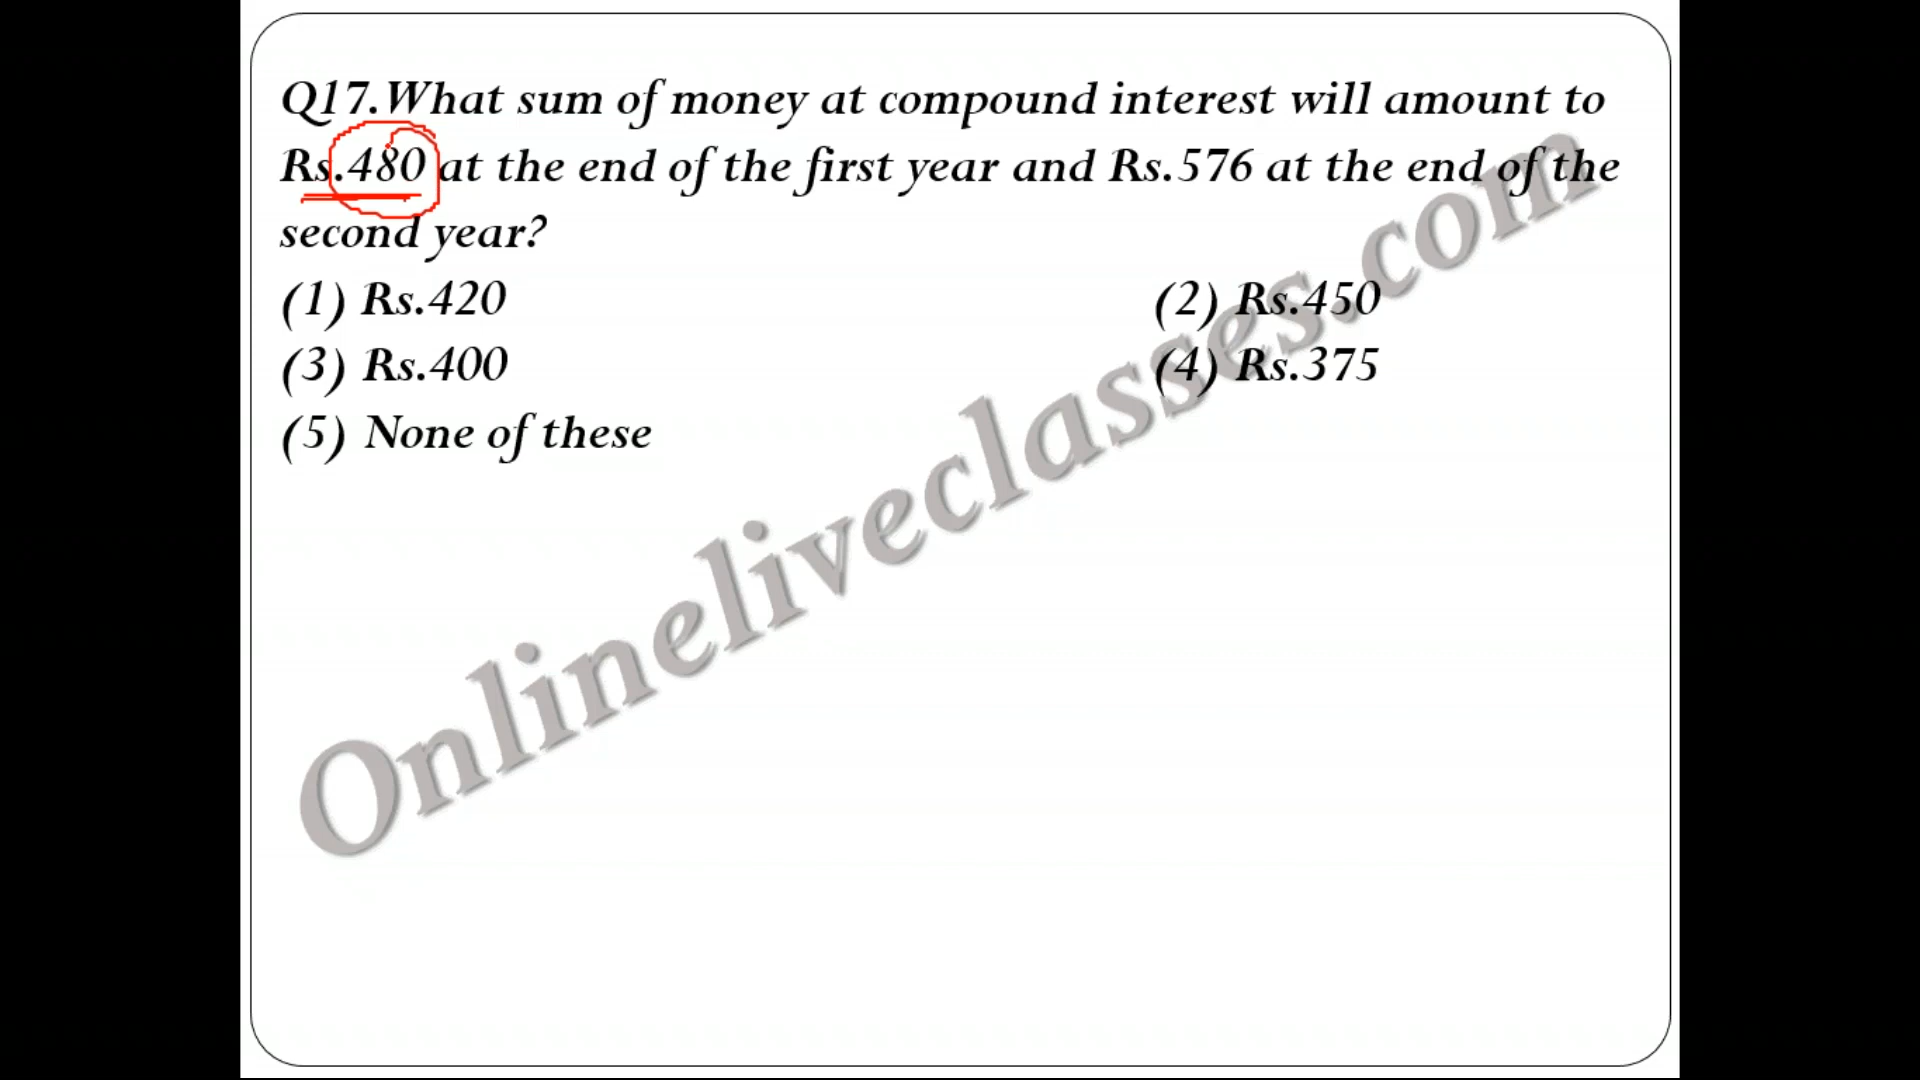 Q17.What sum of money at compound interest will amount to
Rs.480 at the end of the first year and Rs.576 at the end of the
second year?
(1) Rs.420 (2) Rs.450
(3) Rs.400 (4) Rs.375
(5) None of these
Onlineliveclasses.com